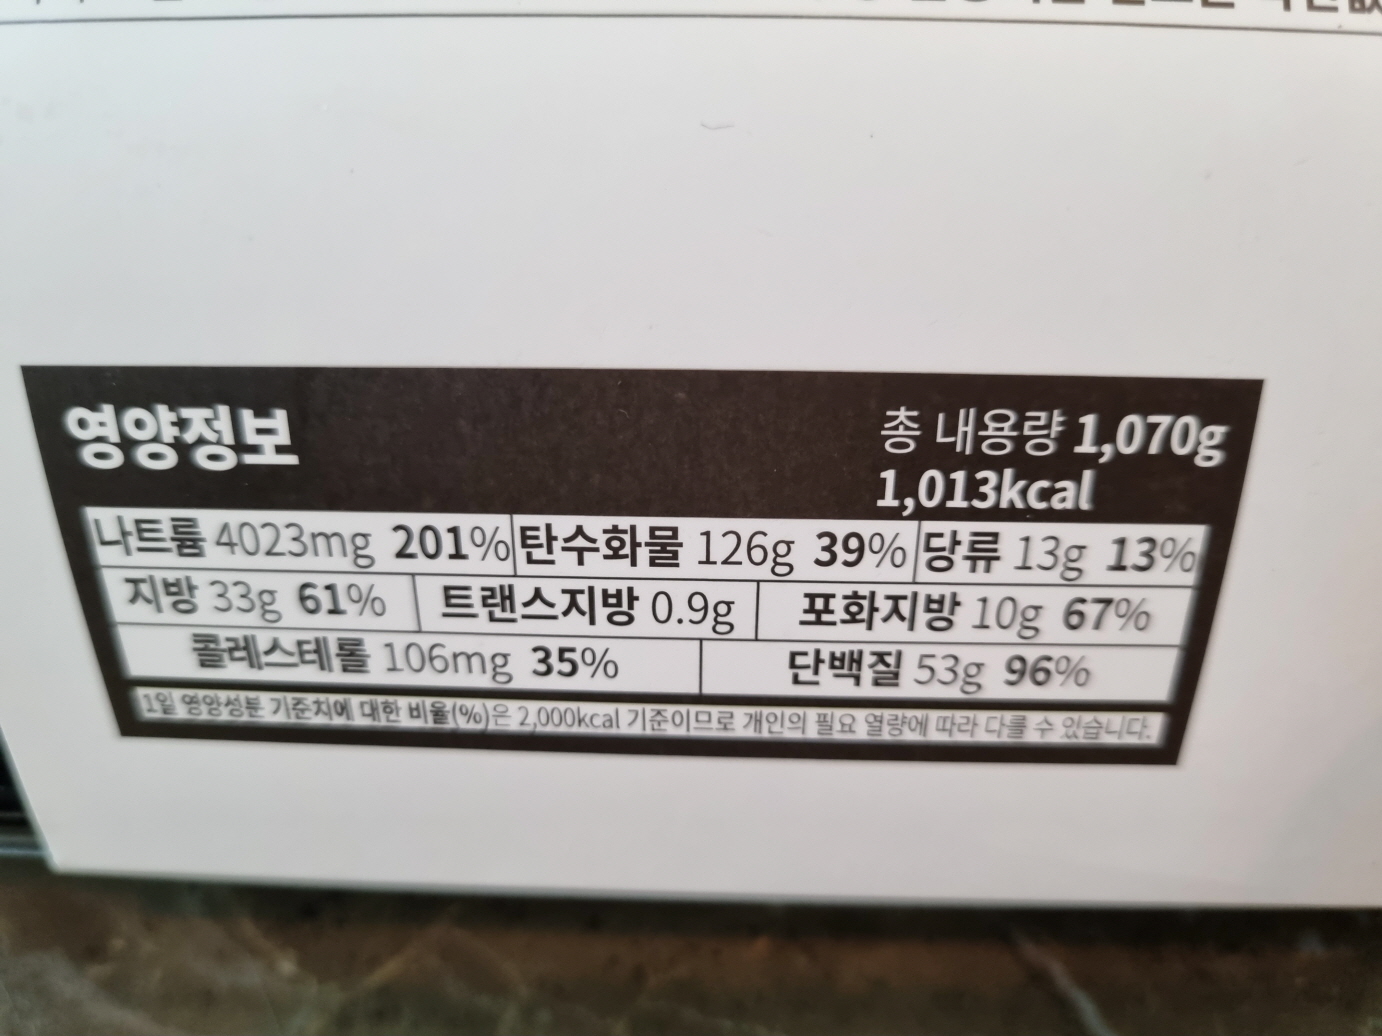 영양정보
총 내용량 1,070g
1,013kcal
나트륨 4023mg 201% 탄수화물 126g 39% 당류 13g 13%
지방 33g 61% 트랜스지방 0.9g 포화지방 10g 67%
콜레스테롤 106mg 35% 단백질 53g 96%
1일 영양성분 기준치에 대한 비율(%)은 2,000kcal 기준이므로 개인의 필요 열량에 따라 다를 수 있습니다.